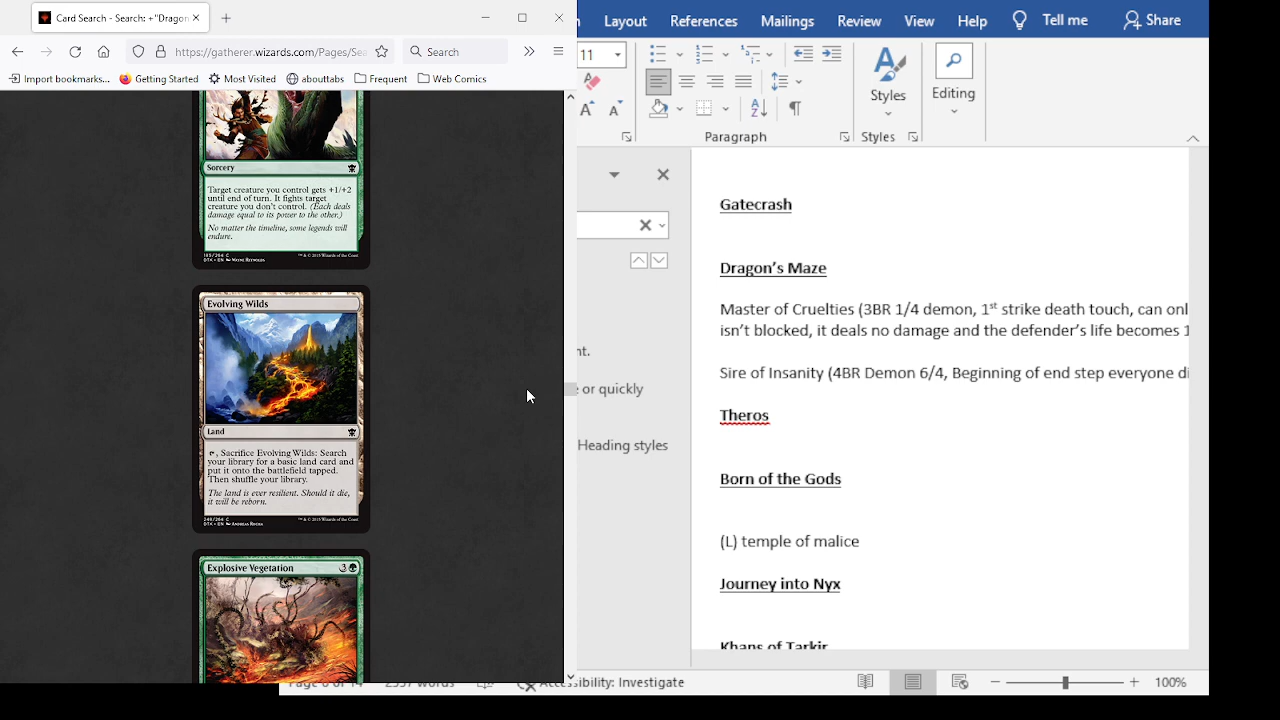 Card Search - Search: +"Dragon
https://gatherer.wizards.com/Pages/Sea
Search
Import bookmarks...
Getting Started
Most Visited
abouttabs
Frequent
Web Comics
Sorcery
Target creature you control gets +1/+2
until end of turn. It fights target
creature you don't control. (Each deals
damage equal to its power to the other.)
No matter the timeline, some legends will
endure.
Evolving Wilds
Land
, Sacrifice Evolving Wilds: Search
your library for a basic land card and
put it onto the battlefield tapped.
Then shuffle your library.
The land is ever resilient. Should it die,
it will be reborn.
Explosive Vegetation 3
Layout
References
Mailings
Review
View
Help
Tell me
Share
11
Styles
Editing
Paragraph
Styles
nt.
e or quickly
Heading styles
Gatecrash
Dragon's Maze
Master of Cruelties (3BR 1/4 demon, 1st strike death touch, can onl
isn't blocked, it deals no damage and the defender's life becomes 1
Sire of Insanity (4BR Demon 6/4, Beginning of end step everyone di
Theros
Born of the Gods
(L) temple of malice
Journey into Nyx
Khans of Tarkir
Accessibility: Investigate
100%